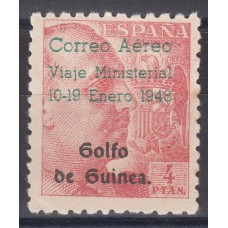 ESPAÑA
Correo Aéreo
Viaje Ministerial
10-19 Enero 1948
Golfo
de Guinea.
4
PTAS.